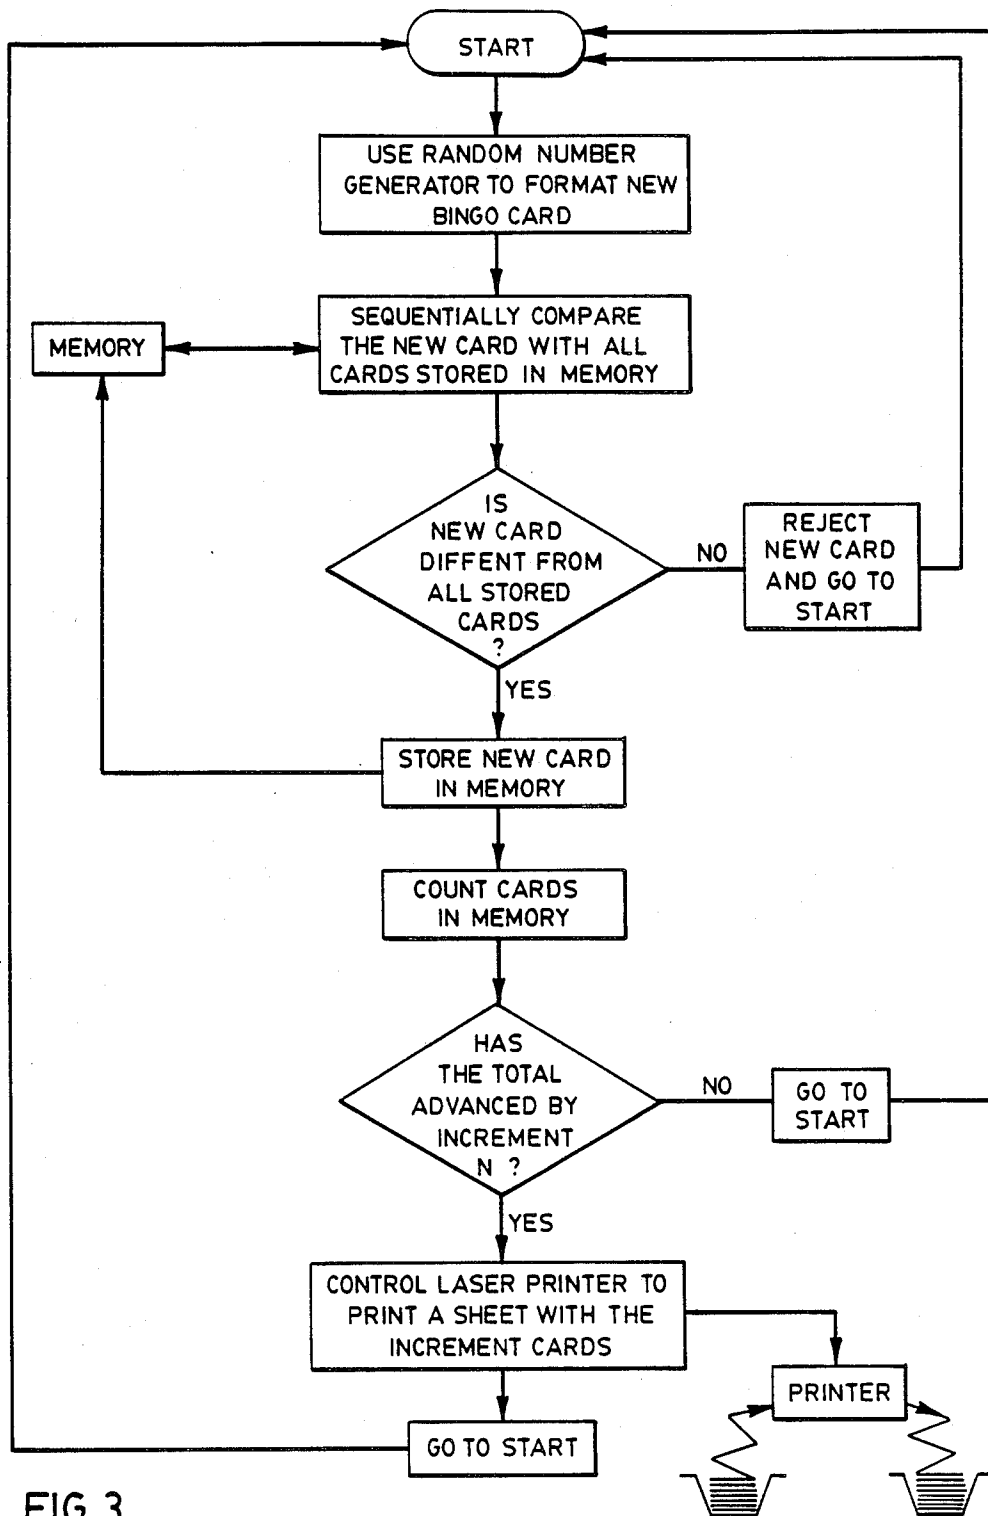 START
USE RANDOM NUMBER
GENERATOR TO FORMAT NEW
BINGO CARD
SEQUENTIALLY COMPARE
THE NEW CARD WITH ALL
CARDS STORED IN MEMORY
MEMORY
IS
NEW CARD
DIFFENT FROM
ALL STORED
CARDS
?
NO
REJECT
NEW CARD
AND GO TO
START
YES
STORE NEW CARD
IN MEMORY
COUNT CARDS
IN MEMORY
HAS
THE TOTAL
ADVANCED BY
INCREMENT
N ?
NO
GO TO
START
YES
CONTROL LASER PRINTER TO
PRINT A SHEET WITH THE
INCREMENT CARDS
PRINTER
GO TO START
FIG. 3